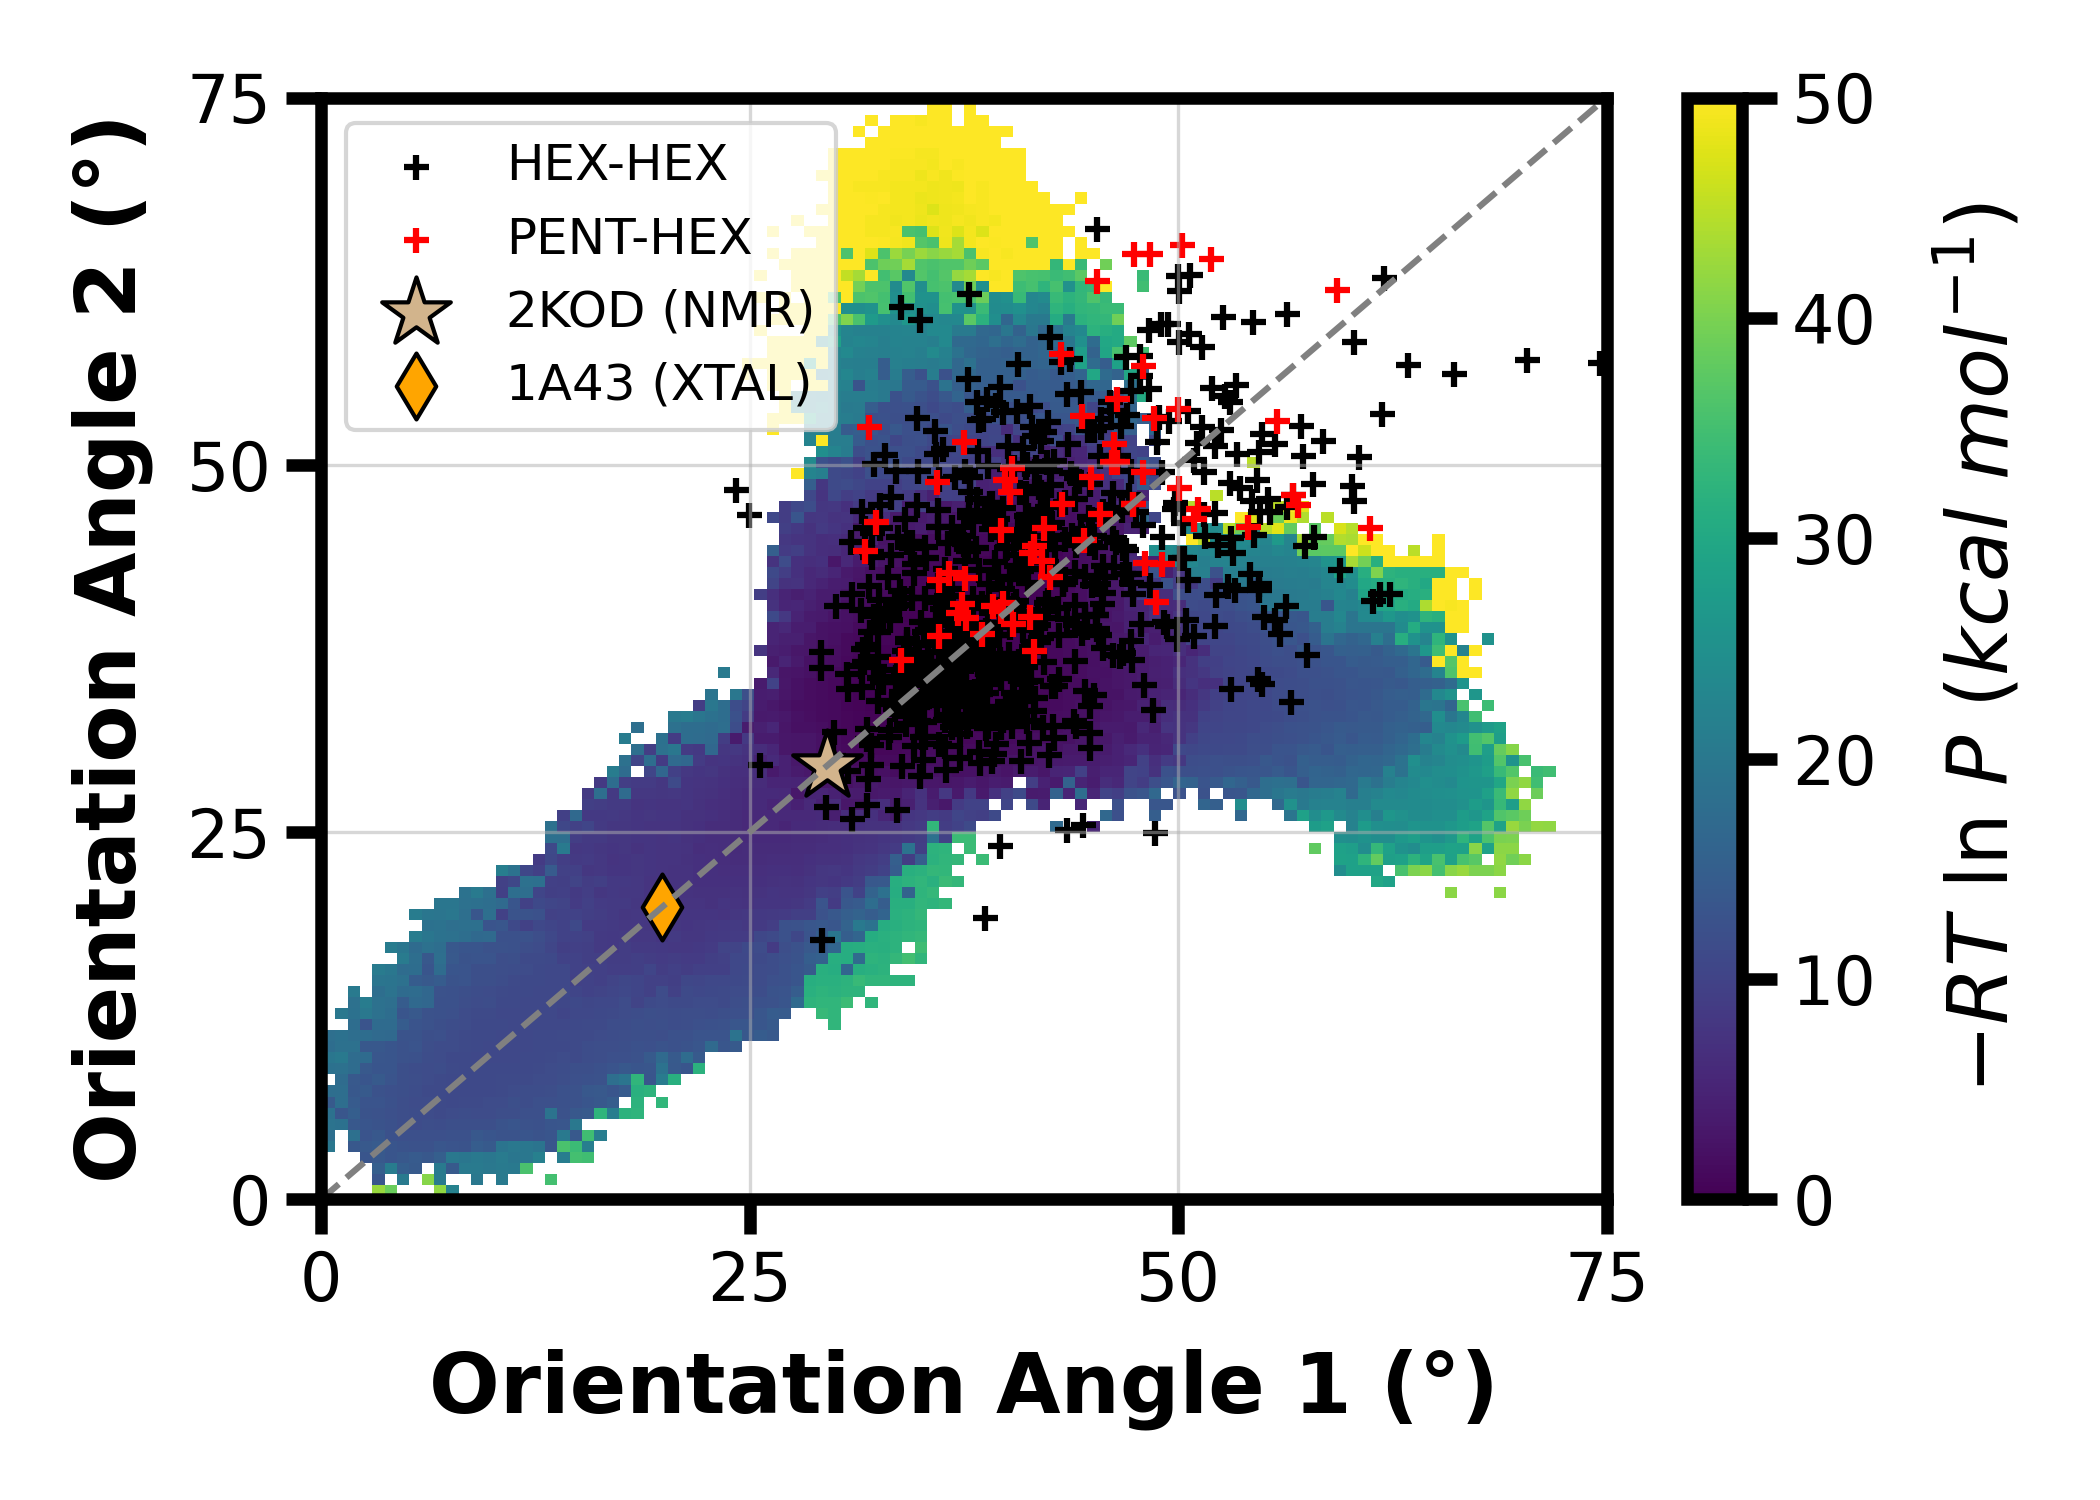 HEX-HEX
PENT-HEX
2KOD (NMR)
1A43 (XTAL)
75
50
25
0
Orientation Angle 2 (°)
0
25
50
75
Orientation Angle 1 (°)
50
40
30
20
10
0
−RT ln P (kcal mol⁻¹)